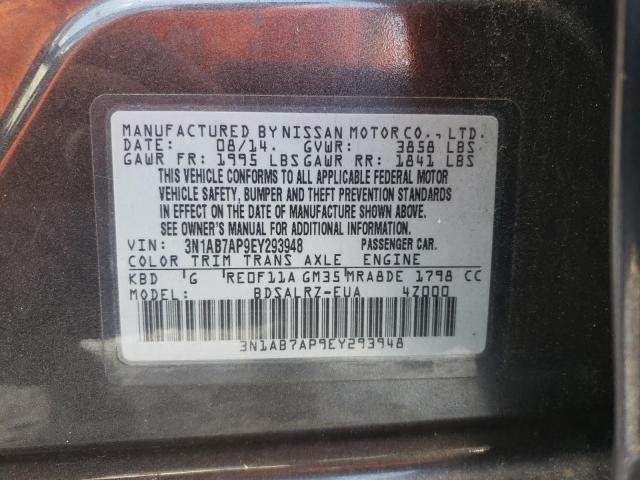 MANUFACTURED BY NISSAN MOTOR CO., LTD.
DATE: 08/14. GVWR: 3858 LBS
GAWR FR: 1995 LBS GAWR RR: 1841 LBS
THIS VEHICLE CONFORMS TO ALL APPLICABLE FEDERAL MOTOR
VEHICLE SAFETY, BUMPER AND THEFT PREVENTION STANDARDS
IN EFFECT ON THE DATE OF MANUFACTURE SHOWN ABOVE.
SEE OWNER'S MANUAL FOR ADDITIONAL INFORMATION.
VIN: 3N1AB7AP9EY293948 PASSENGER CAR.
COLOR TRIM TRANS AXLE ENGINE
KBD G RE0F11A GM35 MRA8DE 1798 CC
MODEL: BDSALRZ-EUA 4Z000
3N1AB7AP9EY293948